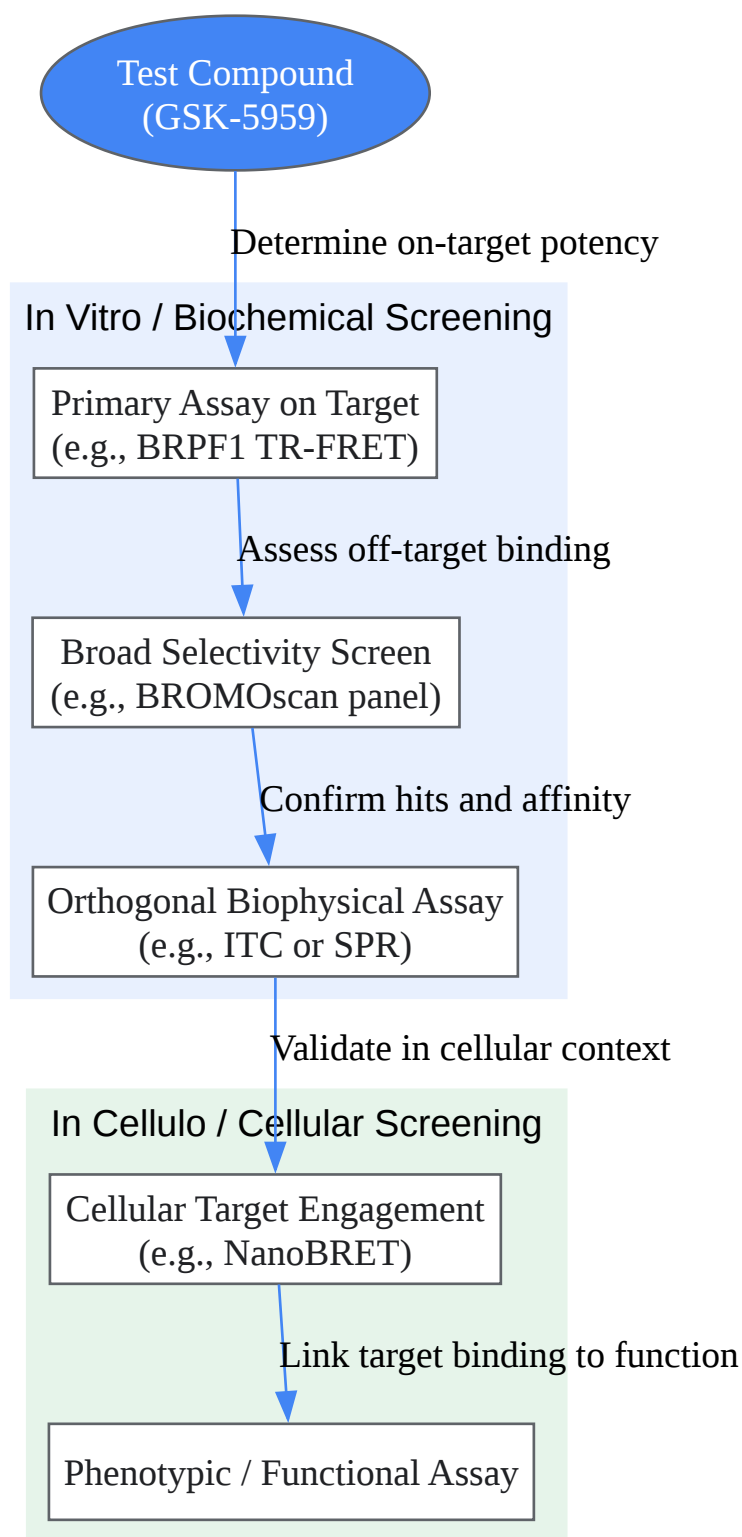 Test Compound
(GSK-5959)
Determine on-target potency
In Vitro / Biochemical Screening
Primary Assay on Target
(e.g., BRPF1 TR-FRET)
Assess off-target binding
Broad Selectivity Screen
(e.g., BROMOscan panel)
Confirm hits and affinity
Orthogonal Biophysical Assay
(e.g., ITC or SPR)
Validate in cellular context
In Cellulo / Cellular Screening
Cellular Target Engagement
(e.g., NanoBRET)
Link target binding to function
Phenotypic / Functional Assay